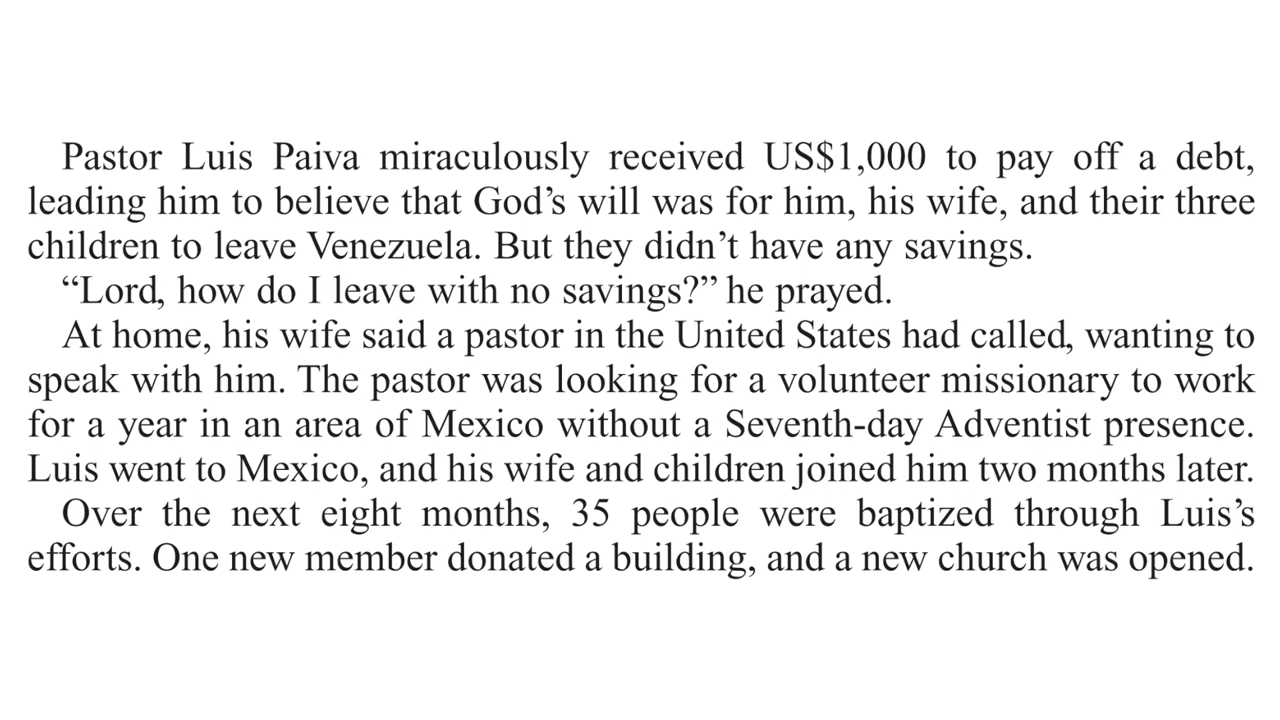 Pastor Luis Paiva miraculously received US$1,000 to pay off a debt,
leading him to believe that God’s will was for him, his wife, and their three
children to leave Venezuela. But they didn’t have any savings.
“Lord, how do I leave with no savings?” he prayed.
At home, his wife said a pastor in the United States had called, wanting to
speak with him. The pastor was looking for a volunteer missionary to work
for a year in an area of Mexico without a Seventh-day Adventist presence.
Luis went to Mexico, and his wife and children joined him two months later.
Over the next eight months, 35 people were baptized through Luis’s
efforts. One new member donated a building, and a new church was opened.